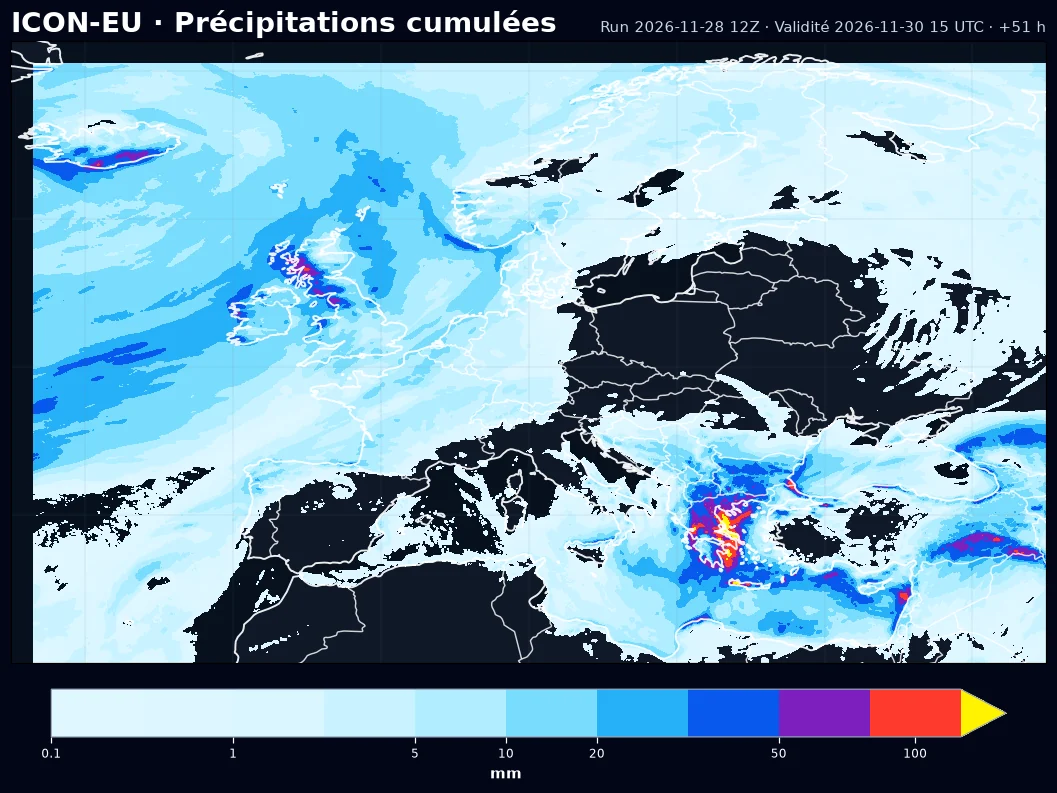 ICON-EU · Précipitations cumulées
Run 2026-11-28 12Z · Validité 2026-11-30 15 UTC · +51 h
0.1 1 5 10 20 50 100
mm